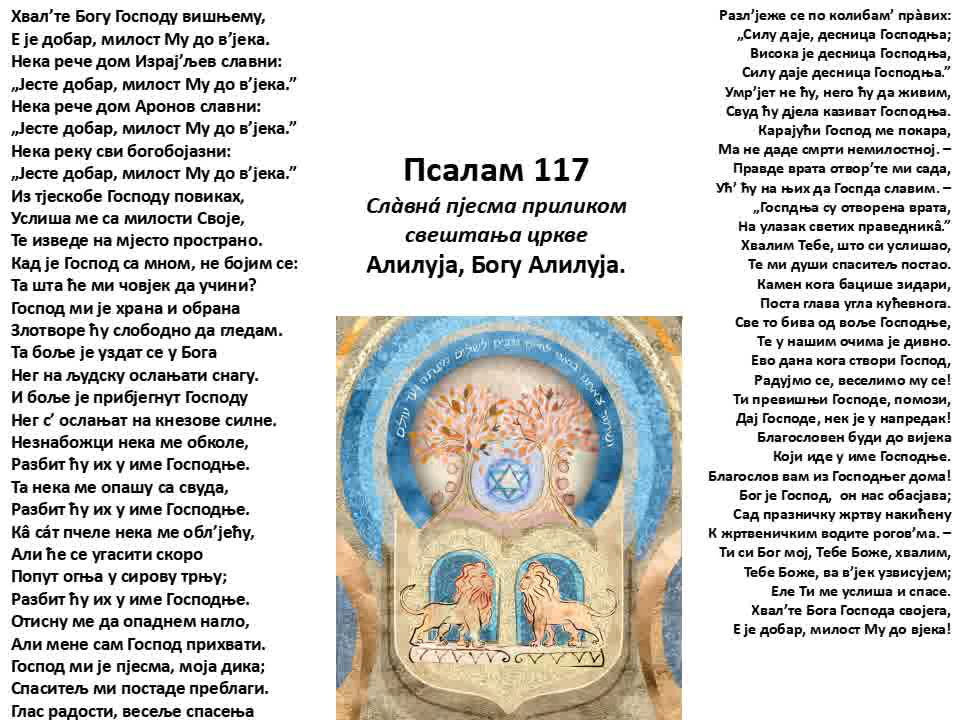 Псалам 117
Сла̀вна́ пјесма приликом
свештања цркве
Алилуја, Богу Алилуја.
Хвал’те Богу Господу вишњему,
Е је добар, милост Му до в’јека.
Нека рече дом Израј’љев славни:
„Јесте добар, милост Му до в’јека.”
Нека рече дом Аронов славни:
„Јесте добар, милост Му до в’јека.”
Нека реку сви богобојазни:
„Јесте добар, милост Му до в’јека.”
Из тјескобе Господу повиках,
Услиша ме са милости Своје,
Те изведе на мјесто пространо.
Кад је Господ са мном, не бојим се:
Та шта ће ми човјек да учини?
Господ ми је храна и обрана
Злотворе ћу слободно да гледам.
Та боље је уздат се у Бога
Нег на људску ослањати снагу.
И боље је прибјегнут Господу
Нег с’ ослањат на кнезове силне.
Незнабожци нека ме обколе,
Разбит ћу их у име Господње.
Та нека ме опашу са свуда,
Разбит ћу их у име Господње.
Ка̂ са́т пчеле нека ме обл’јећу,
Али ће се угасити скоро
Попут огња у сирову трњу;
Разбит ћу их у име Господње.
Отисну ме да опаднем нагло,
Али мене сам Господ прихвати.
Господ ми је пјесма, моја дика;
Спаситељ ми постаде преблаги.
Глас радости, весеље спасења
Разл’јеже се по колибам’ пра̀вих:
„Силу даје, десница Господња;
Висока је десница Господња,
Силу даје десница Господња.”
Умр’јет не ћу, него ћу да живим,
Свуд ћу дјела казиват Господња.
Карајући Господ ме покара,
Ма не даде смрти немилостној. –
Правде врата отвор’те ми сада,
Ућ’ ћу на њих да Госпда славим. –
„Госпдња су отворена врата,
На улазак светих праведника̂.”
Хвалим Тебе, што си услишао,
Те ми души спаситељ постао.
Камен кога бацише зидари,
Поста глава угла кућевнога.
Све то бива од воље Господње,
Те у нашим очима је дивно.
Ево дана кога створи Господ,
Радујмо се, веселимо му се!
Ти превишњи Господе, помози,
Дај Господе, нек је у напредак!
Благословен буди до вијека
Који иде у име Господње.
Благослов вам из Господњег дома!
Бог је Господ, он нас обасјава;
Сад празничку жртву накићену
К жртвеничким водите рогов’ма. –
Ти си Бог мој, Тебе Боже, хвалим,
Тебе Боже, ва в’јек узвисујем;
Еле Ти ме услиша и спасе.
Хвал’те Бога Господа својега,
Е је добар, милост Му до вјека!